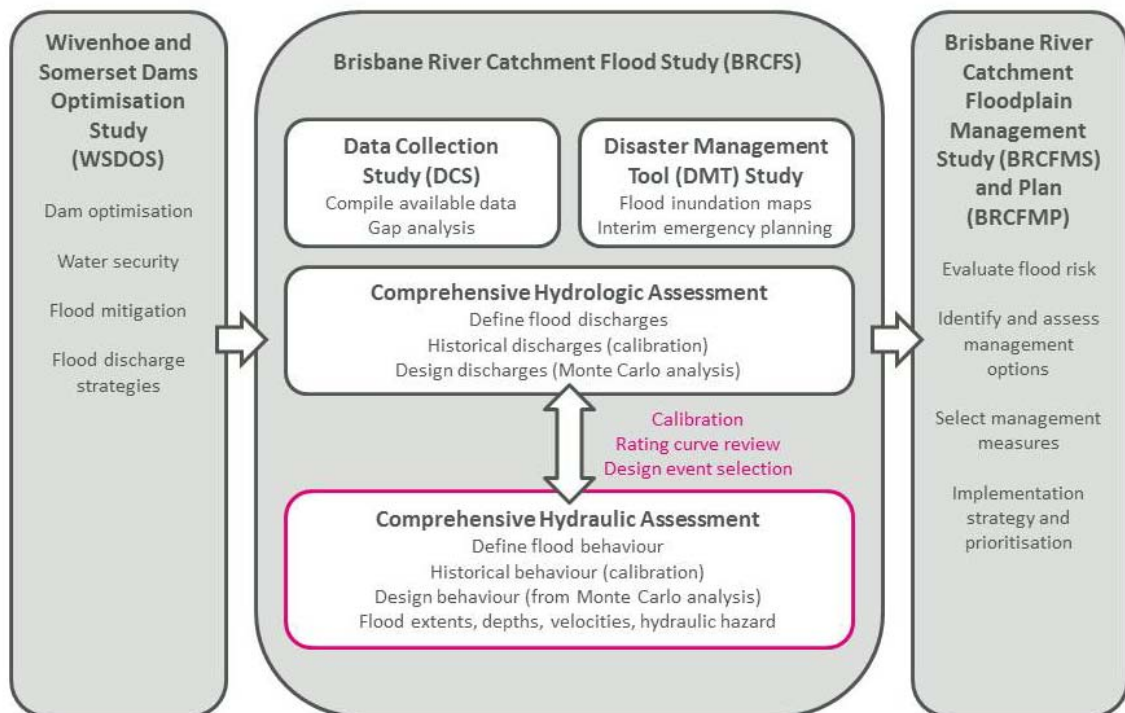 Wivenhoe and
Somerset Dams
Optimisation
Study
(WSDOS)
Dam optimisation
Water security
Flood mitigation
Flood discharge
strategies
Brisbane River Catchment Flood Study (BRCFS)
Data Collection
Study (DCS)
Compile available data
Gap analysis
Disaster Management
Tool (DMT) Study
Flood inundation maps
Interim emergency planning
Comprehensive Hydrologic Assessment
Define flood discharges
Historical discharges (calibration)
Design discharges (Monte Carlo analysis)
Calibration
Rating curve review
Design event selection
Comprehensive Hydraulic Assessment
Define flood behaviour
Historical behaviour (calibration)
Design behaviour (from Monte Carlo analysis)
Flood extents, depths, velocities, hydraulic hazard
Brisbane River
Catchment
Floodplain
Management
Study (BRCFMS)
and Plan
(BRCFMP)
Evaluate flood risk
Identify and assess
management
options
Select management
measures
Implementation
strategy and
prioritisation